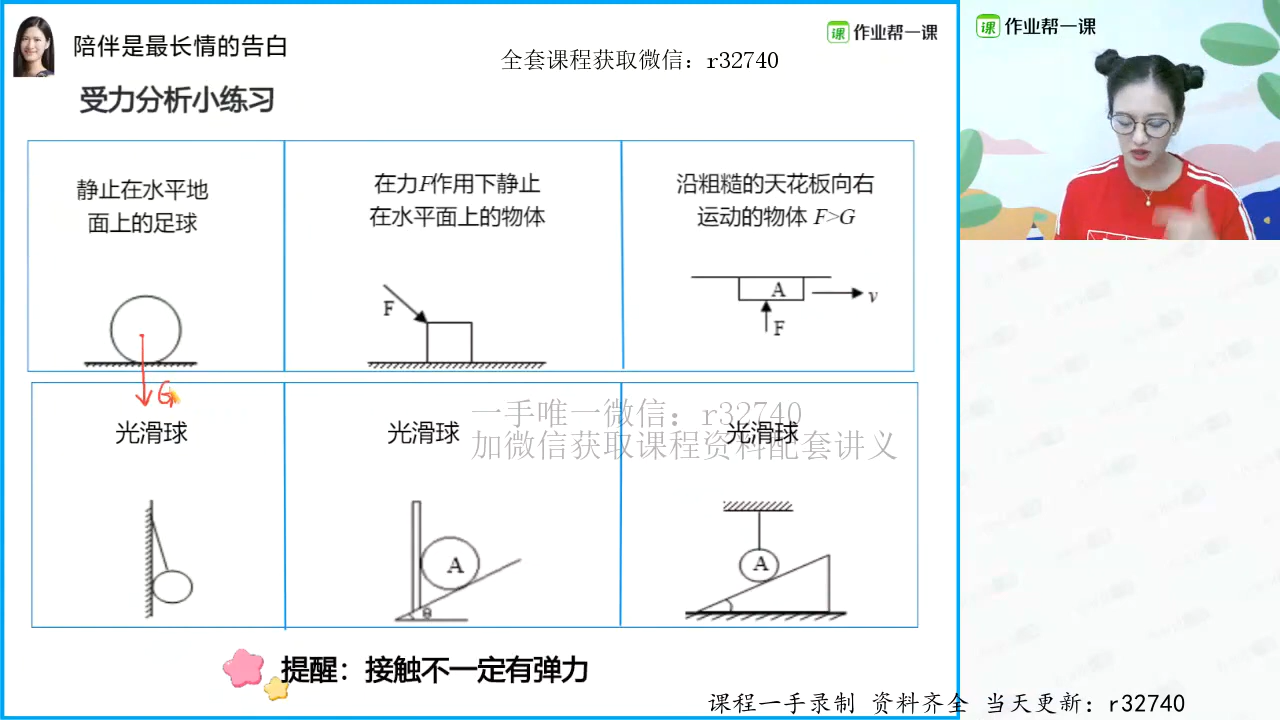 陪伴是最长情的告白
课 作业帮一课
课 作业帮一课
全套课程获取微信：r32740
受力分析小练习
静止在水平地
面上的足球
在力F作用下静止
在水平面上的物体
沿粗糙的天花板向右
运动的物体 F>G
F
A
v
F
G
一手唯一微信：r32740
加微信获取课程资料配套讲义
光滑球
光滑球
光滑球
A
θ
A
提醒：接触不一定有弹力
课程一手录制 资料齐全 当天更新：r32740